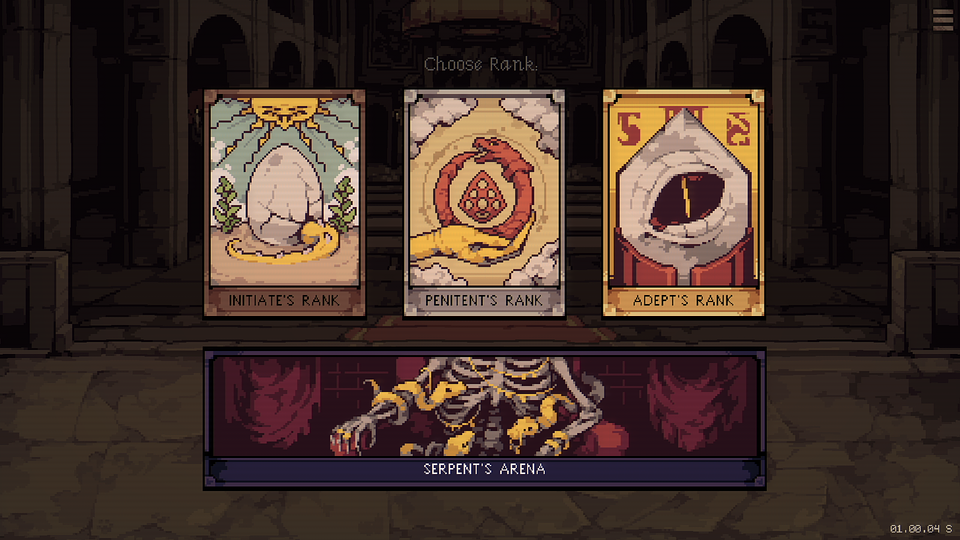 Choose Rank:
INITIATE'S RANK
PENITENT'S RANK
ADEPT'S RANK
SERPENT'S ARENA
01.00.04 S